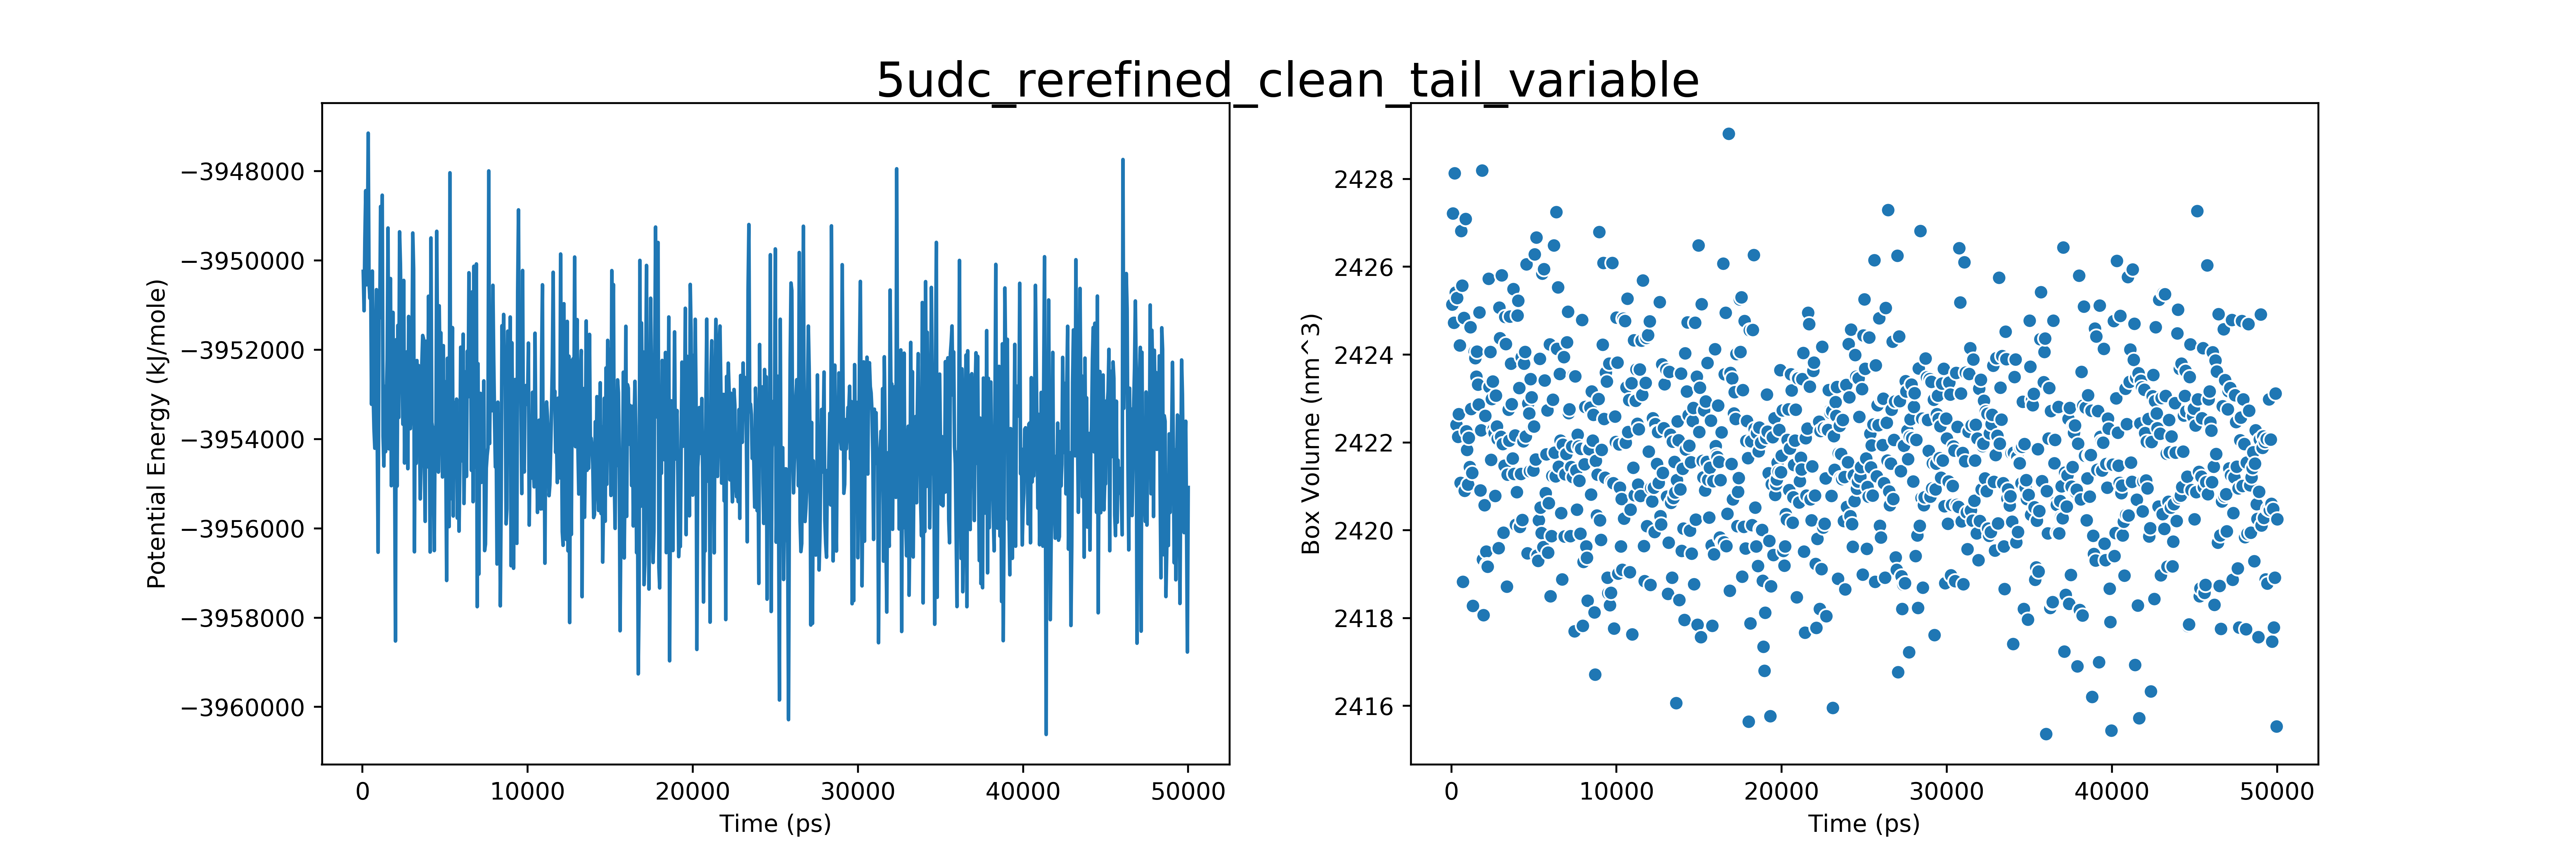 5udc_rerefined_clean_tail_variable
Potential Energy (kJ/mole)
−3948000
−3950000
−3952000
−3954000
−3956000
−3958000
−3960000
0 10000 20000 30000 40000 50000
Time (ps)
Box Volume (nm^3)
2428
2426
2424
2422
2420
2418
2416
0 10000 20000 30000 40000 50000
Time (ps)